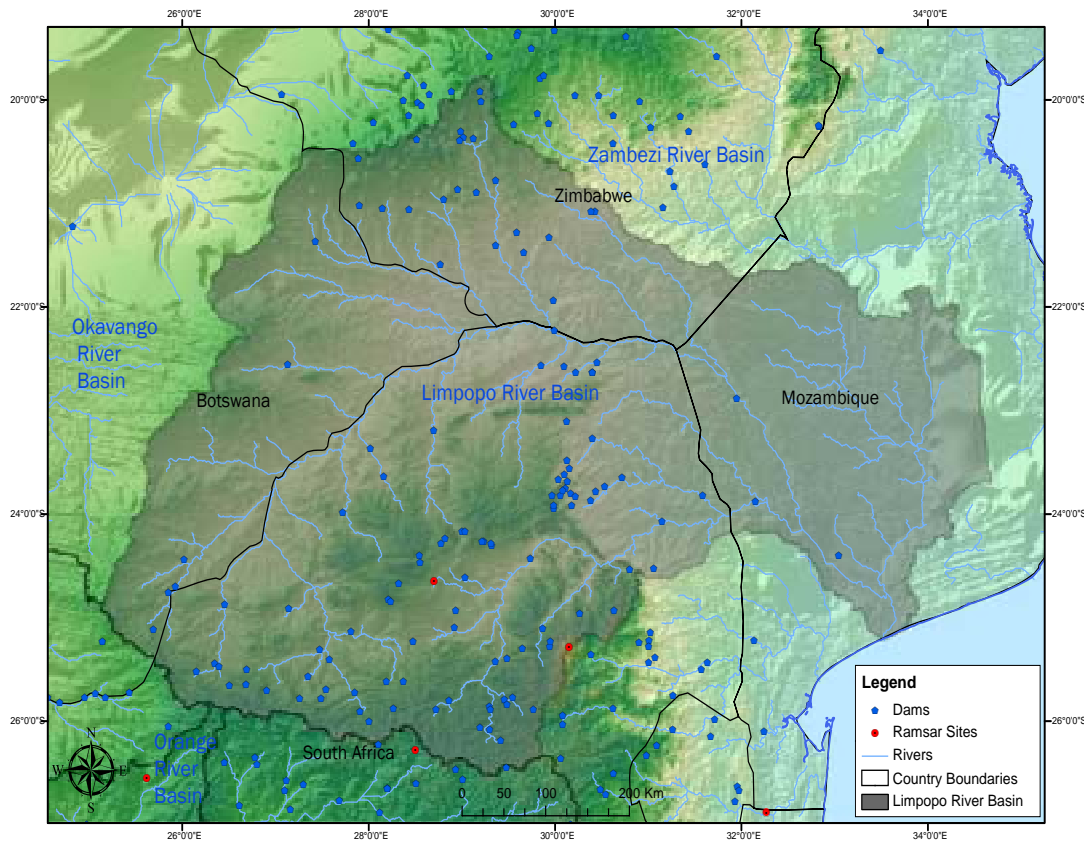 26°0'0"E 28°0'0"E 30°0'0"E 32°0'0"E 34°0'0"E
20°0'0"S 20°0'0"S
Zambezi River Basin
Zimbabwe
22°0'0"S 22°0'0"S
Okavango
River
Basin
Botswana
Limpopo River Basin
Mozambique
24°0'0"S 24°0'0"S
26°0'0"S 26°0'0"S
Orange
River
Basin
South Africa
N
W E
S
0 50 100 200 Km
Legend
Dams
Ramsar Sites
Rivers
Country Boundaries
Limpopo River Basin
26°0'0"E 28°0'0"E 30°0'0"E 32°0'0"E 34°0'0"E